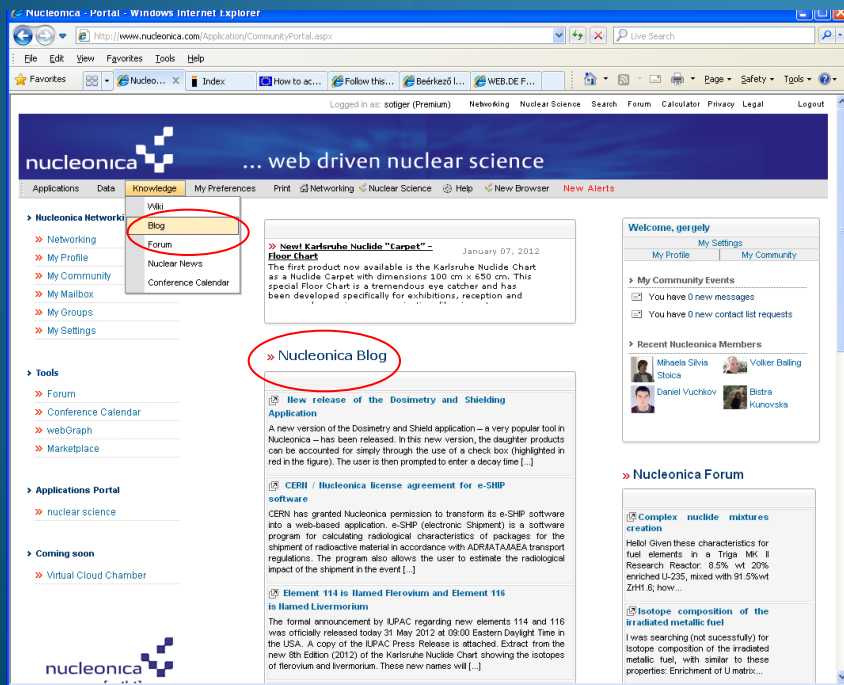 Nucleonica - Portal - Windows Internet Explorer
http://www.nucleonica.com/Application/CommunityPortal.aspx
Live Search
File Edit View Favorites Tools Help
Favorites
Nucleo... X
Index
How to ac...
Follow this...
Beérkező l...
WEB.DE F...
Page Safety Tools
Logged in as: sotiger (Premium) Networking Nuclear Science Search Forum Calculator Privacy Legal Logout
nucleonica
... web driven nuclear science
Applications Data Knowledge My Preferences Print Networking Nuclear Science Help New Browser New Alerts
Wiki
Blog
Forum
Nuclear News
Conference Calendar
> Nucleonica Networki
» Networking
» My Profile
» My Community
» My Mailbox
» My Groups
» My Settings
> Tools
» Forum
» Conference Calendar
» webGraph
» Marketplace
> Applications Portal
» nuclear science
> Coming soon
» Virtual Cloud Chamber
nucleonica
» New! Karlsruhe Nuclide "Carpet" –
Floor Chart
January 07, 2012
The first product now available is the Karlsruhe Nuclide Chart
as a Nuclide Carpet with dimensions 100 cm x 650 cm. This
special Floor Chart is a tremendous eye catcher and has
been developed specifically for exhibitions, reception and
» Nucleonica Blog
New release of the Dosimetry and Shielding
Application
A new version of the Dosimetry and Shield application – a very popular tool in
Nucleonica – has been released. In this new version, the daughter products
can be accounted for simply through the use of a check box (highlighted in
red in the figure). The user is then prompted to enter a decay time [...]
CERN / Nucleonica license agreement for e-SHIP
software
CERN has granted Nucleonica permission to transform its e-SHIP software
into a web-based application. e-SHIP (electronic Shipment) is a software
program for calculating radiological characteristics of packages for the
shipment of radioactive material in accordance with ADR/IATA/IAEA transport
regulations. The program also allows the user to estimate the radiological
impact of the shipment in the event [...]
Element 114 is Named Flerovium and Element 116
is Named Livermorium
The formal announcement by IUPAC regarding new elements 114 and 116
was officially released today 31 May 2012 at 09:00 Eastern Daylight Time in
the USA. A copy of the IUPAC Press Release is attached. Extract from the
new 8th Edition (2012) of the Karlsruhe Nuclide Chart showing the isotopes
of flerovium and livermorium. These new names will [...]
Welcome, gergely
My Settings
My Profile My Community
> My Community Events
You have 0 new messages
You have 0 new contact list requests
> Recent Nucleonica Members
Mihaela Silvia
Stoica
Volker Balling
Daniel Vuchkov
Bistra
Kunovska
» Nucleonica Forum
Complex nuclide mixtures
creation
Hello! Given these characteristics for
fuel elements in a Triga MK II
Research Reactor: 8.5% wt 20%
enriched U-235, mixed with 91.5%wt
ZrH1.6; how...
Isotope composition of the
irradiated metallic fuel
I was searching (not sucessfully) for
Isotope composition of the irradiated
metallic fuel, with similar to these
properties: Enrichment of U matrix...